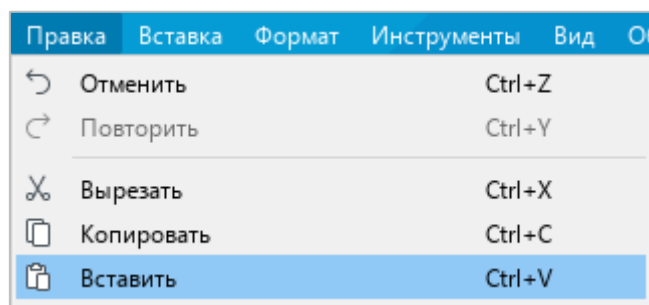 Правка Вставка Формат Инструменты Вид
Отменить Ctrl+Z
Повторить Ctrl+Y
Вырезать Ctrl+X
Копировать Ctrl+C
Вставить Ctrl+V